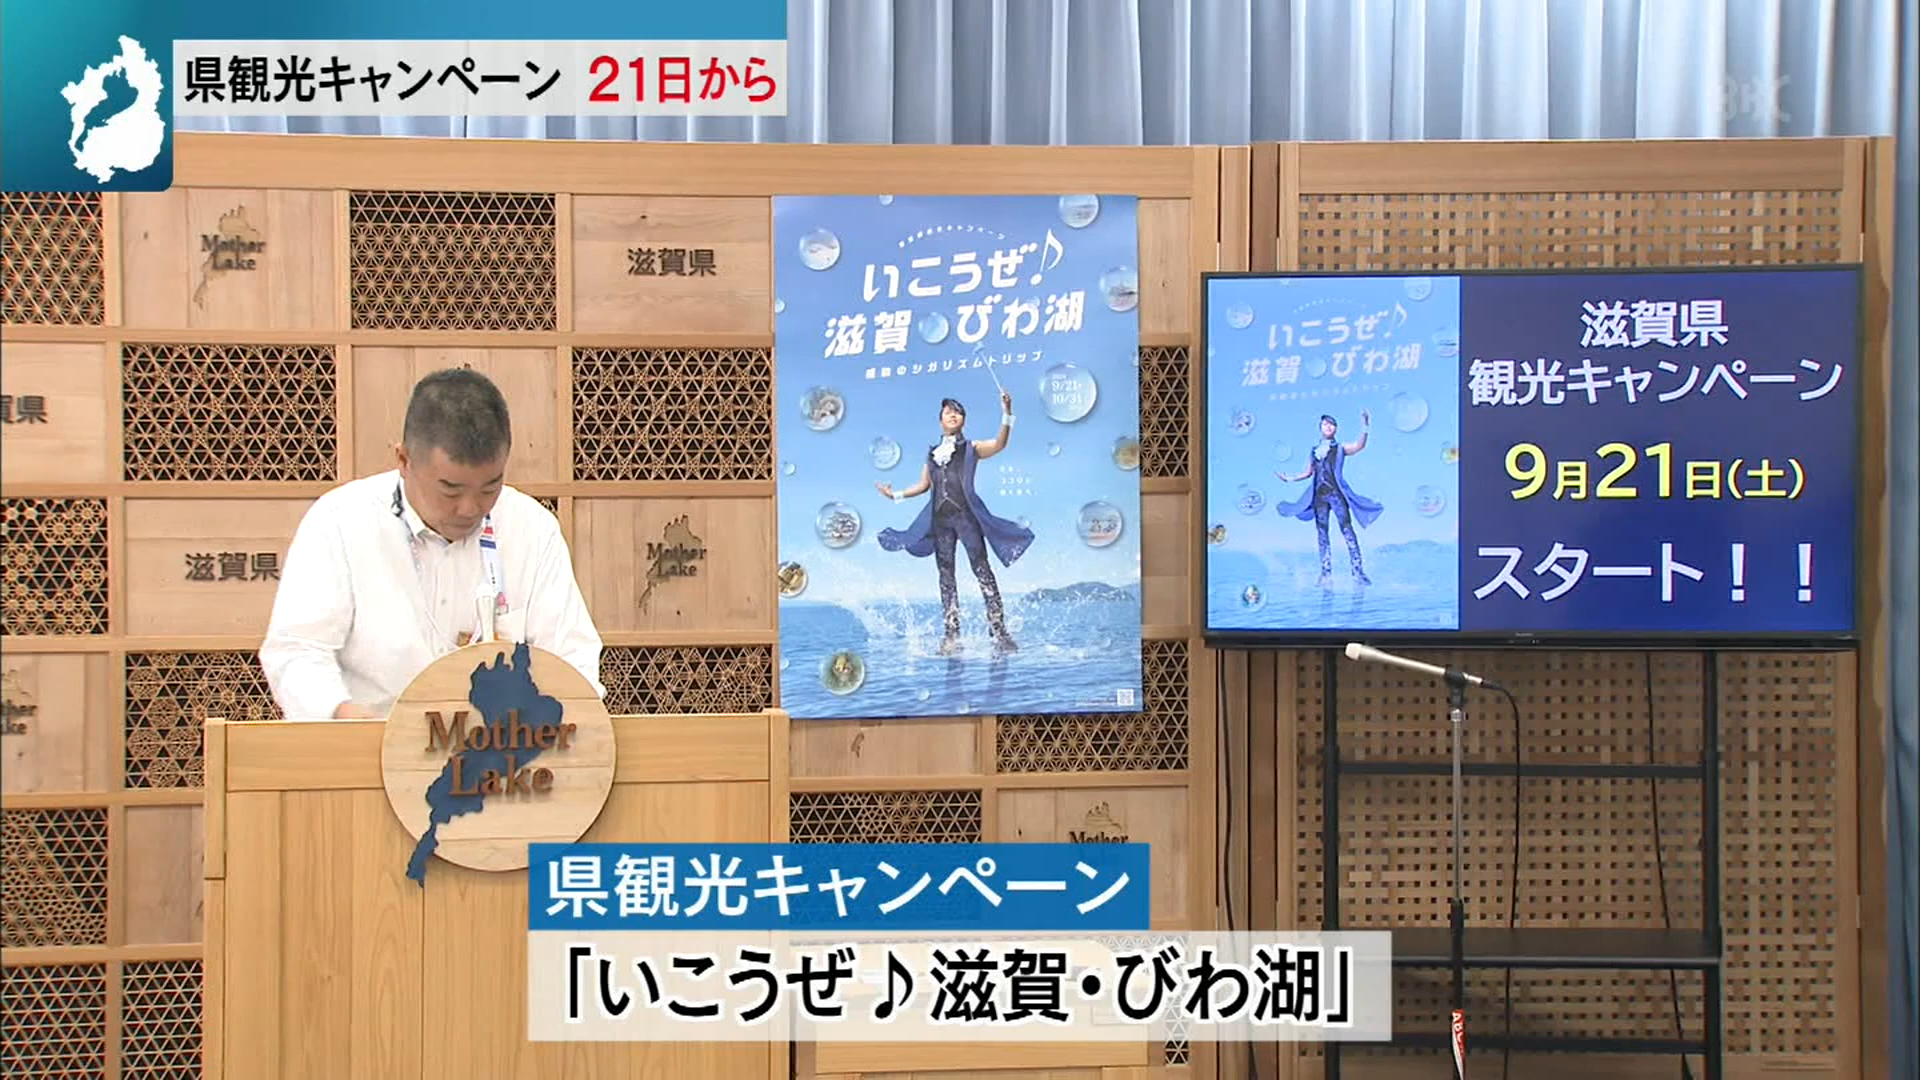 県観光キャンペーン 21日から
Mother
Lake
滋賀県
いこうぜ♪
滋賀・びわ湖
感動のシガリズムトリップ
9/21-
10/31
いこうぜ♪
滋賀・びわ湖
滋賀県
観光キャンペーン
9月21日(土)
スタート！！
賀県
滋賀県
Mother
Lake
Mother
Lake
Mother
県観光キャンペーン
「いこうぜ♪滋賀・びわ湖」